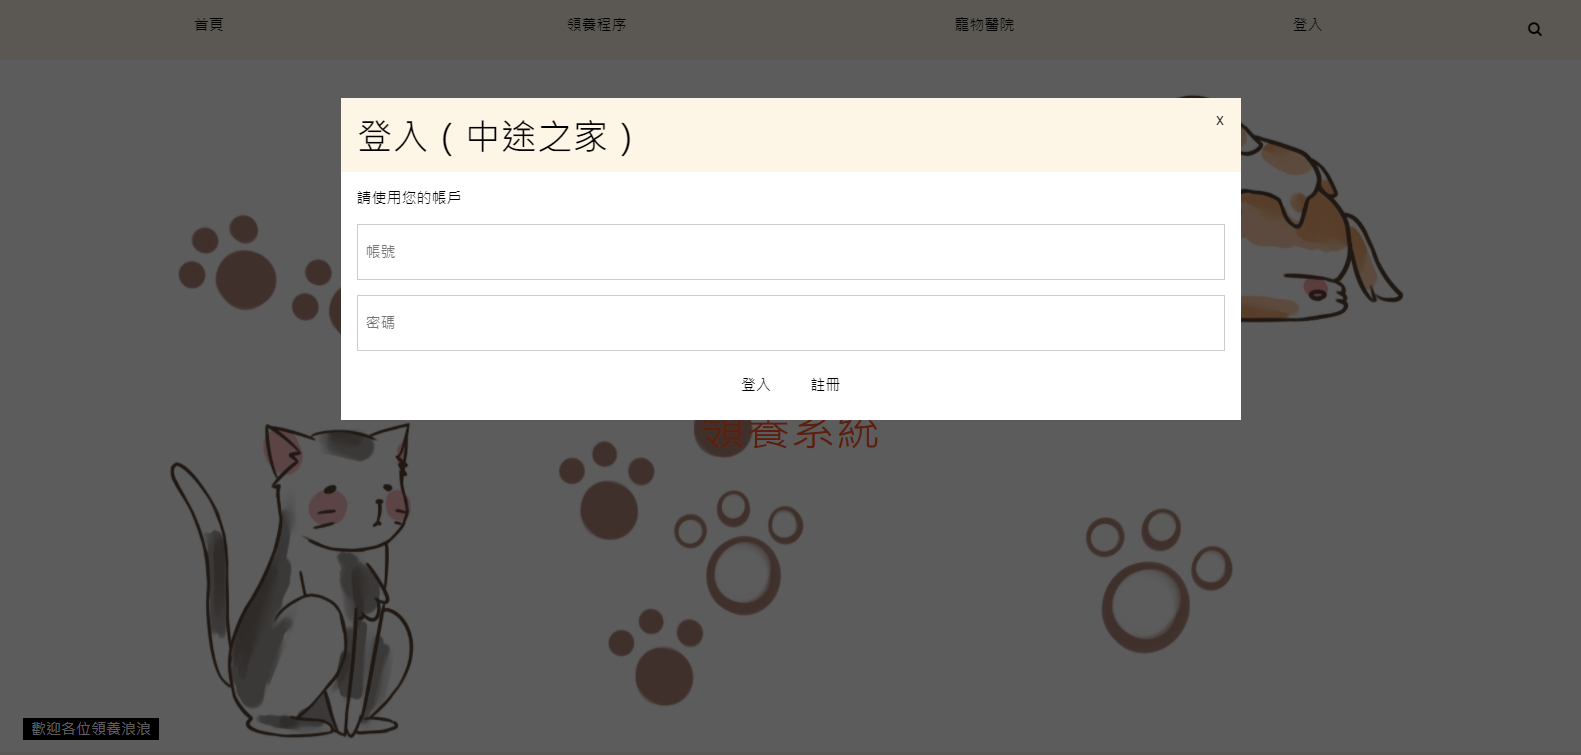 首頁
領養程序
寵物醫院
登入
登入（中途之家）
x
請使用您的帳戶
帳號
密碼
登入
註冊
領養系統
歡迎各位領養浪浪